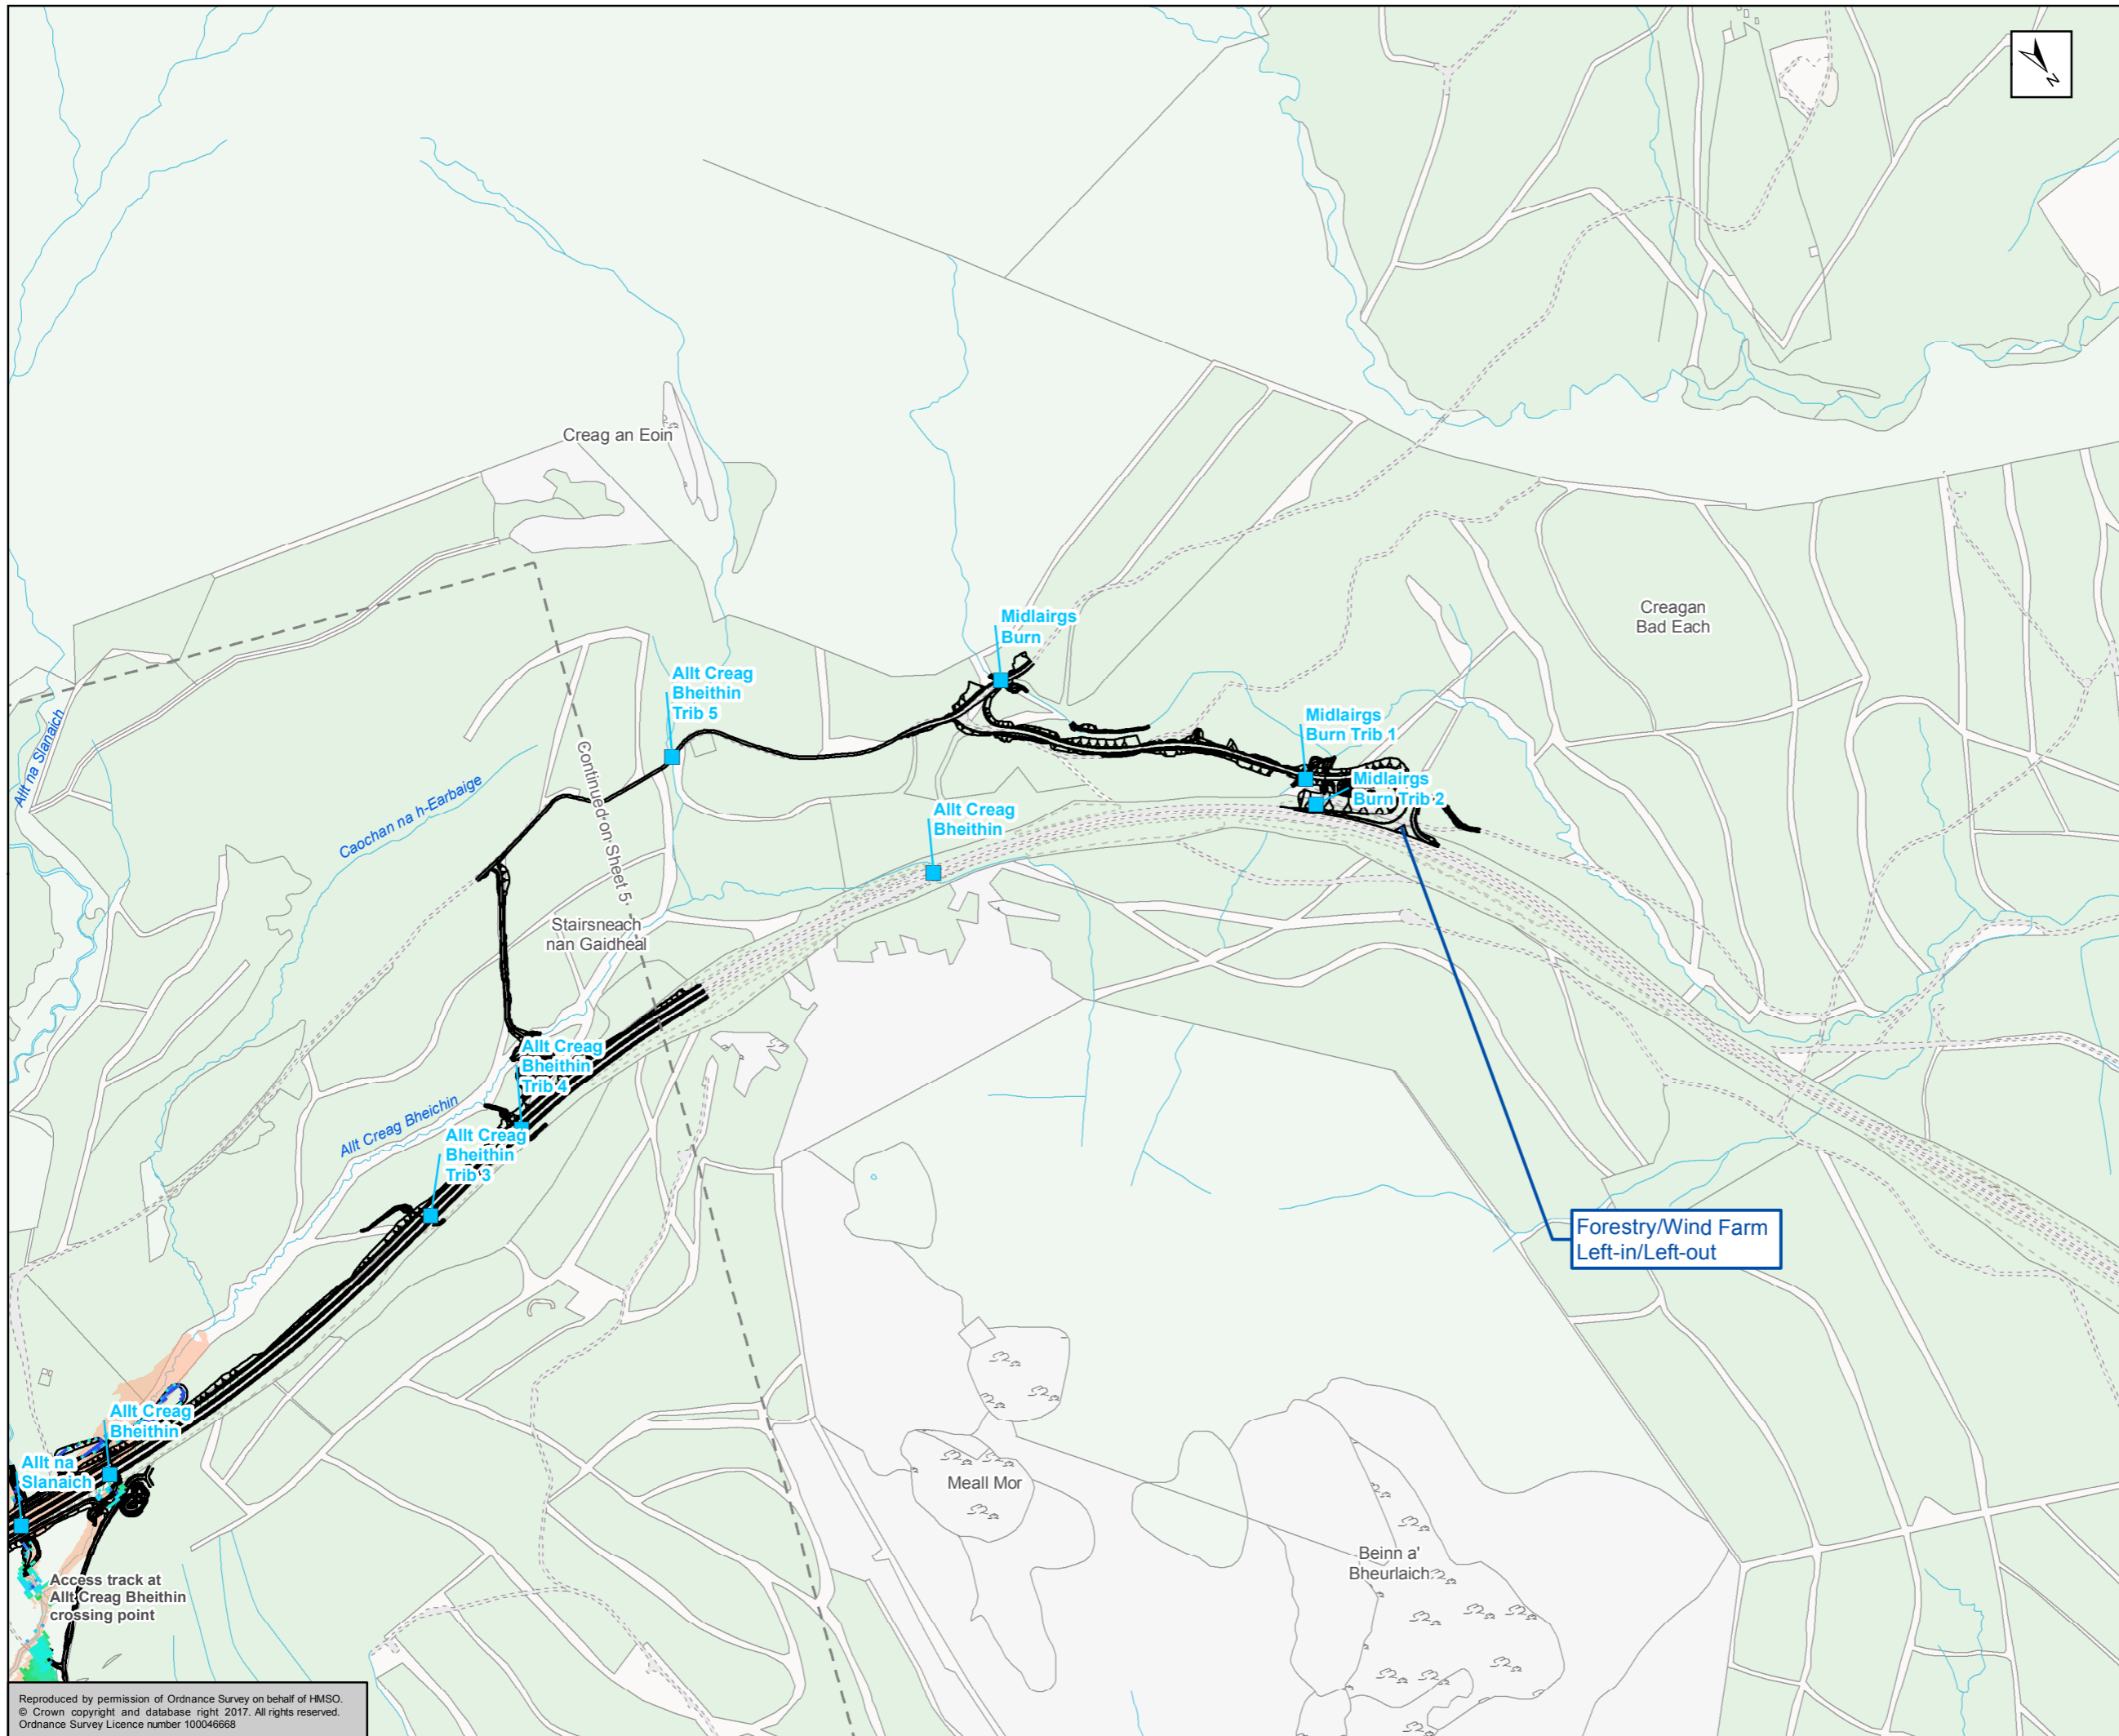 N
Creag an Eoin
Creagan
Bad Each
Midlairgs
Burn
Allt Creag
Bheithin
Trib 5
Midlairgs
Burn Trib 1
Allt na Slanaich
Continued on Sheet 5
Midlairgs
Burn Trib 2
Caochan na h-Earbaige
Allt Creag
Bheithin
Stairsneach
nan Gaidheal
Allt Creag
Bheithin
Trib 4
Allt Creag Bheichin
Allt Creag
Bheithin
Trib 3
Forestry/Wind Farm
Left-in/Left-out
Allt Creag
Bheithin
Allt na
Slanaich
Meall Mor
Beinn a'
Bheurlaich
Access track at
Allt Creag Bheithin
crossing point
Reproduced by permission of Ordnance Survey on behalf of HMSO.
© Crown copyright and database right 2017. All rights reserved.
Ordnance Survey Licence number 100046668